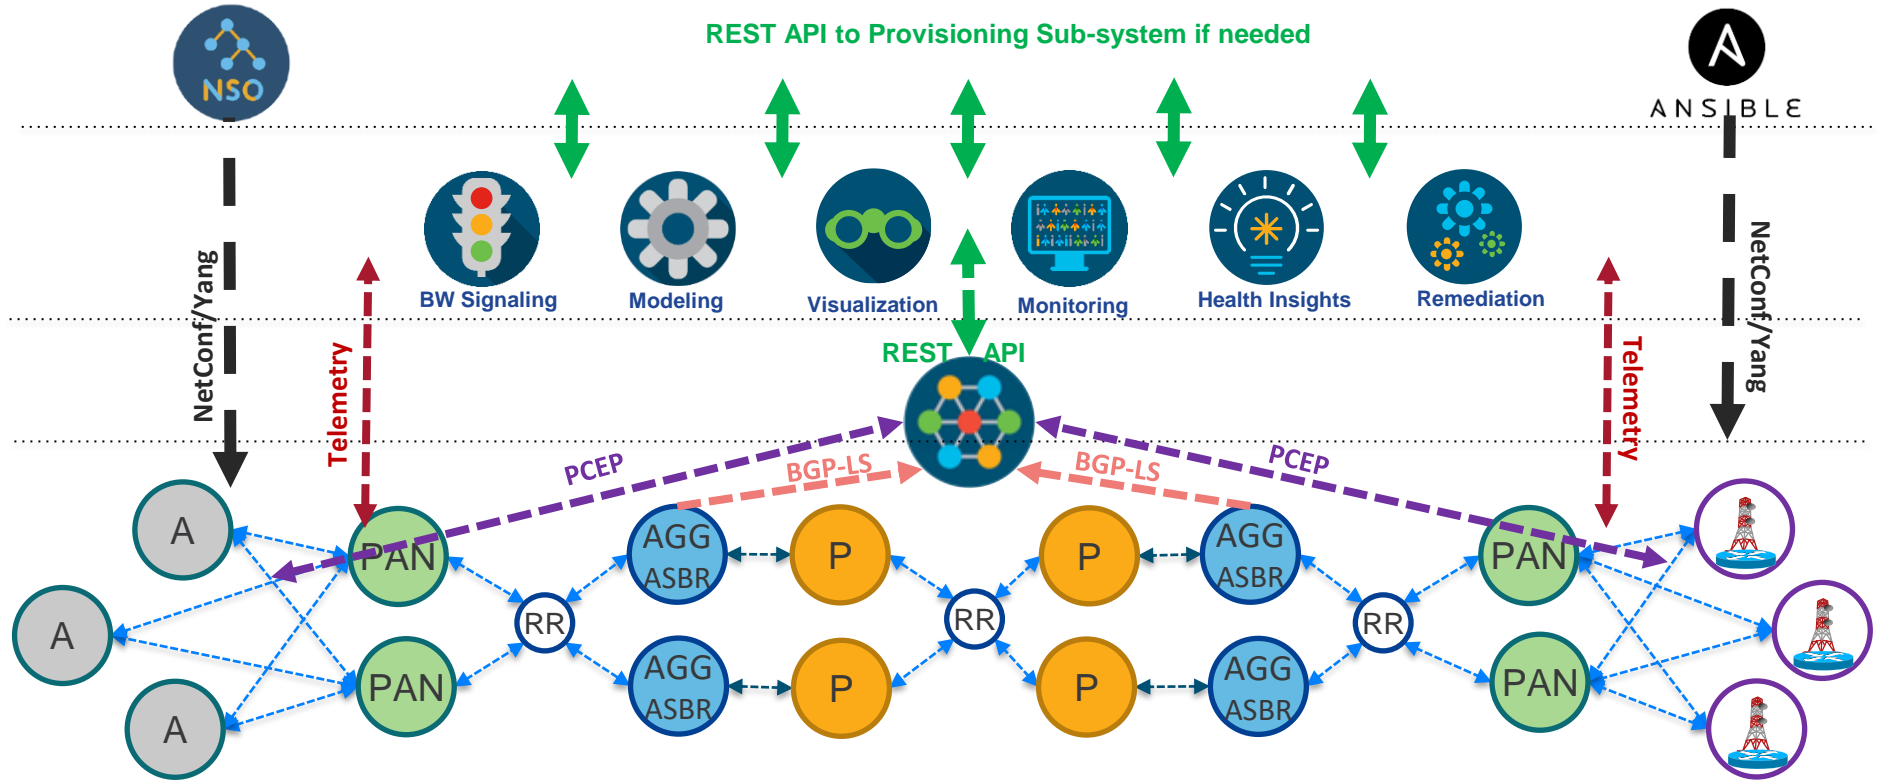 REST API to Provisioning Sub-system if needed
NSO
ANSIBLE
BW Signaling
Modeling
Visualization
Monitoring
Health Insights
Remediation
NetConf/Yang
Telemetry
REST API
Telemetry
NetConf/Yang
PCEP
BGP-LS
BGP-LS
PCEP
A
PAN
AGG
ASBR
P
P
AGG
ASBR
PAN
A
RR
RR
RR
PAN
AGG
ASBR
P
P
AGG
ASBR
PAN
A